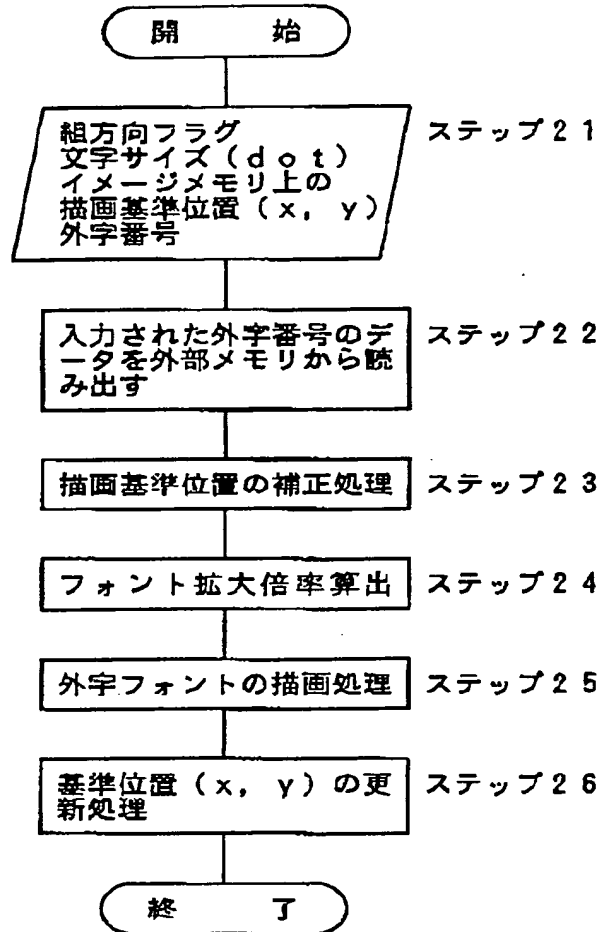 開 始
組方向フラグ
文字サイズ(dot)
イメージメモリ上の
描画基準位置(x,y)
外字番号
ステップ21
入力された外字番号のデ
ータを外部メモリから読
み出す
ステップ22
描画基準位置の補正処理
ステップ23
フォント拡大倍率算出
ステップ24
外字フォントの描画処理
ステップ25
基準位置(x,y)の更
新処理
ステップ26
終 了